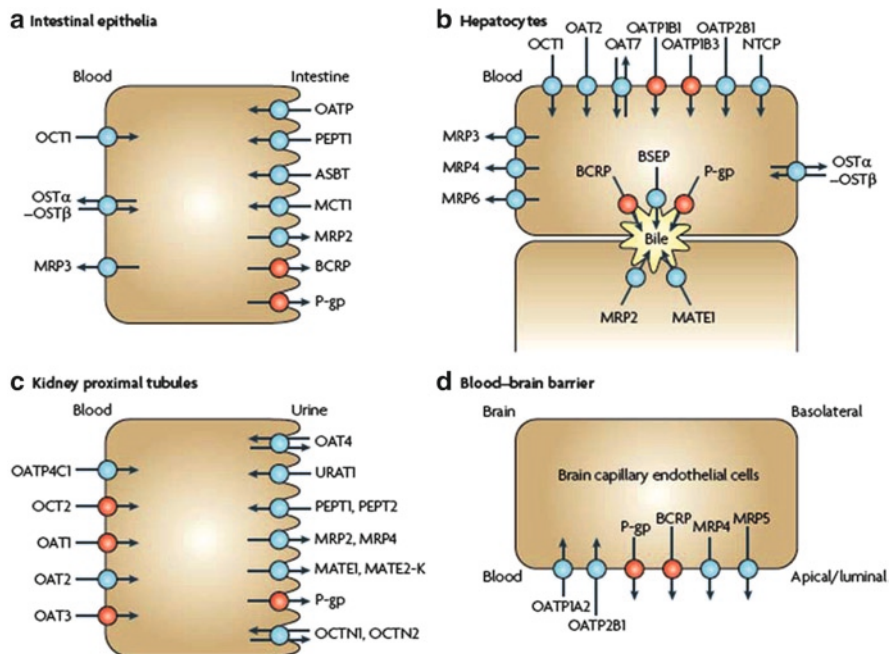 a Intestinal epithelia
Blood
Intestine
OCT1
OSTα
–OSTβ
MRP3
OATP
PEPT1
ASBT
MCT1
MRP2
BCRP
P-gp
b Hepatocytes
Blood
OCT1
OAT2
OAT7
OATP1B1
OATP1B3
OATP2B1
NTCP
MRP3
MRP4
MRP6
BCRP
BSEP
P-gp
OSTα
–OSTβ
Bile
MRP2
MATE1
c Kidney proximal tubules
Blood
Urine
OATP4C1
OCT2
OAT1
OAT2
OAT3
OAT4
URAT1
PEPT1, PEPT2
MRP2, MRP4
MATE1, MATE2-K
P-gp
OCTN1, OCTN2
d Blood–brain barrier
Brain
Basolateral
Brain capillary endothelial cells
P-gp
BCRP
MRP4
MRP5
Blood
Apical/luminal
OATP1A2
OATP2B1